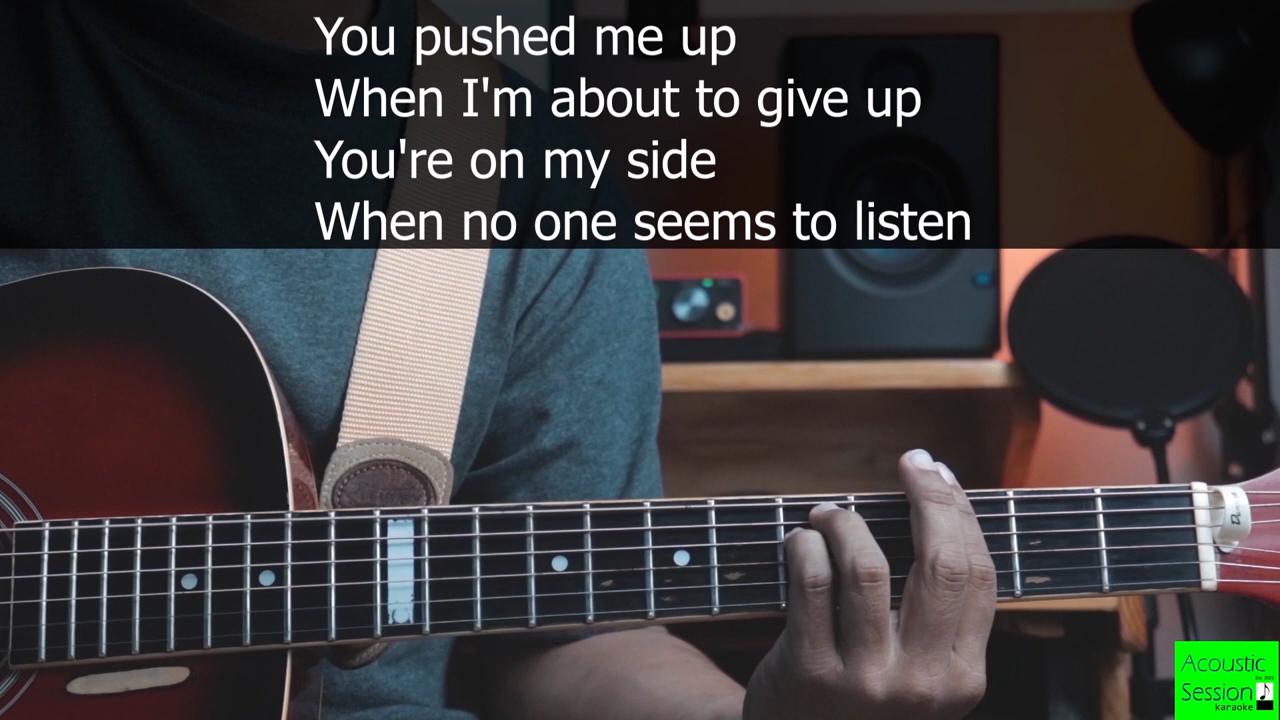 You pushed me up
When I'm about to give up
You're on my side
When no one seems to listen
Acoustic
Session
karaoke